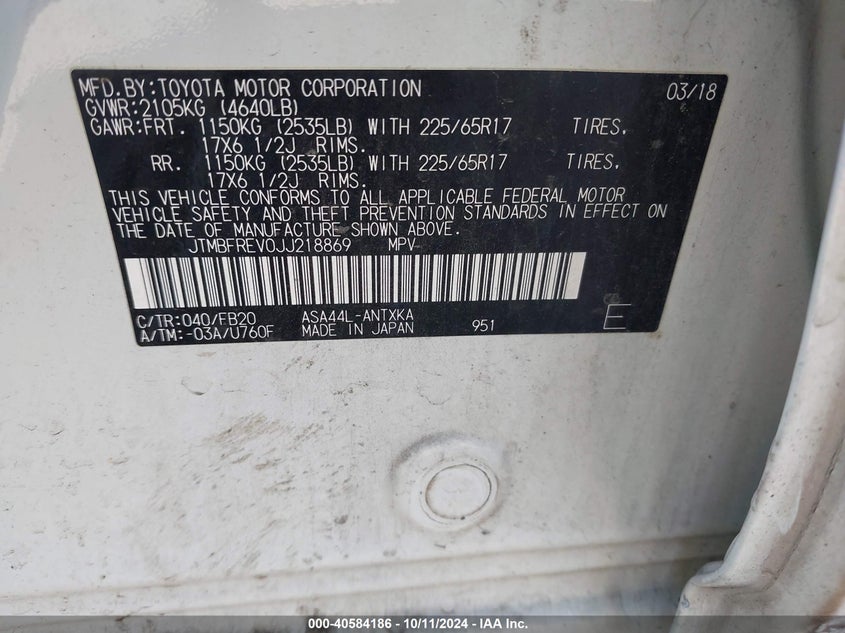 MFD.BY:TOYOTA MOTOR CORPORATION 03/18
GVWR:2105KG (4640LB)
GAWR:FRT. 1150KG (2535LB) WITH 225/65R17 TIRES,
17X6 1/2J RIMS.
RR. 1150KG (2535LB) WITH 225/65R17 TIRES,
17X6 1/2J RIMS.
THIS VEHICLE CONFORMS TO ALL APPLICABLE FEDERAL MOTOR
VEHICLE SAFETY AND THEFT PREVENTION STANDARDS IN EFFECT ON
THE DATE OF MANUFACTURE SHOWN ABOVE.
JTMBFREV0JJ218869 MPV
C/TR:040/FB20 ASA44L-ANTXKA
A/TM:-03A/U760F MADE IN JAPAN 951 E
000-40584186 - 10/11/2024 - IAA Inc.